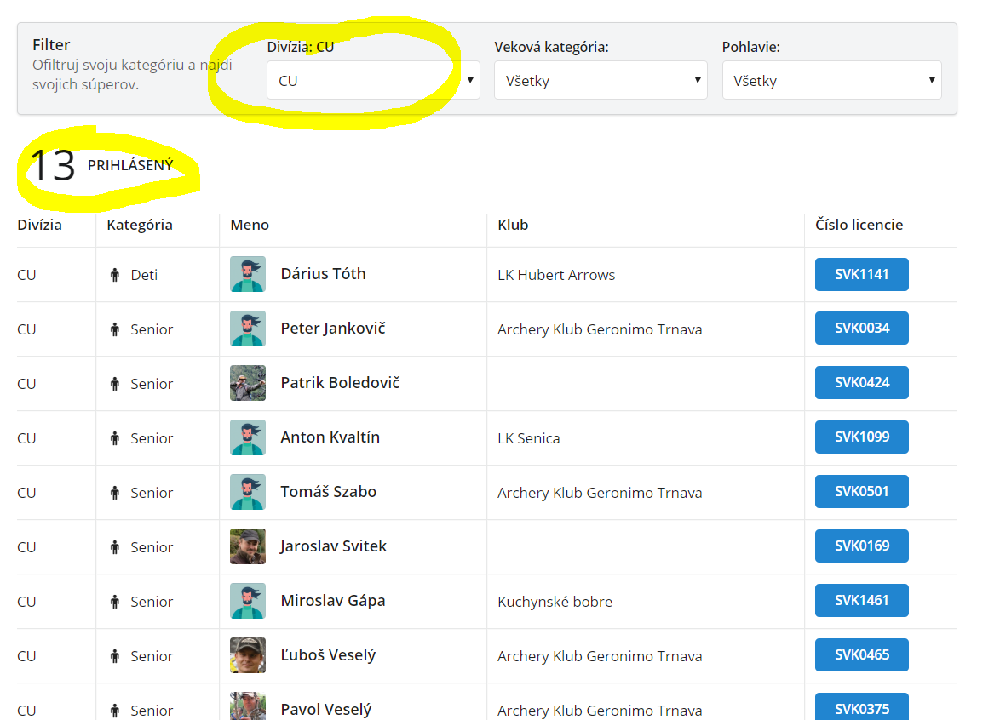 Filter
Ofiltruj svoju kategóriu a najdi
svojich súperov.
Divízia: CU
CU
Veková kategória:
Všetky
Pohlavie:
Všetky
13 PRIHLÁSENÝ
Divízia Kategória Meno Klub Číslo licencie
CU Deti Dárius Tóth LK Hubert Arrows SVK1141
CU Senior Peter Jankovič Archery Klub Geronimo Trnava SVK0034
CU Senior Patrik Boledovič SVK0424
CU Senior Anton Kvaltín LK Senica SVK1099
CU Senior Tomáš Szabo Archery Klub Geronimo Trnava SVK0501
CU Senior Jaroslav Svitek SVK0169
CU Senior Miroslav Gápa Kuchynské bobre SVK1461
CU Senior Ľuboš Veselý Archery Klub Geronimo Trnava SVK0465
CU Senior Pavol Veselý Archery Klub Geronimo Trnava SVK0375